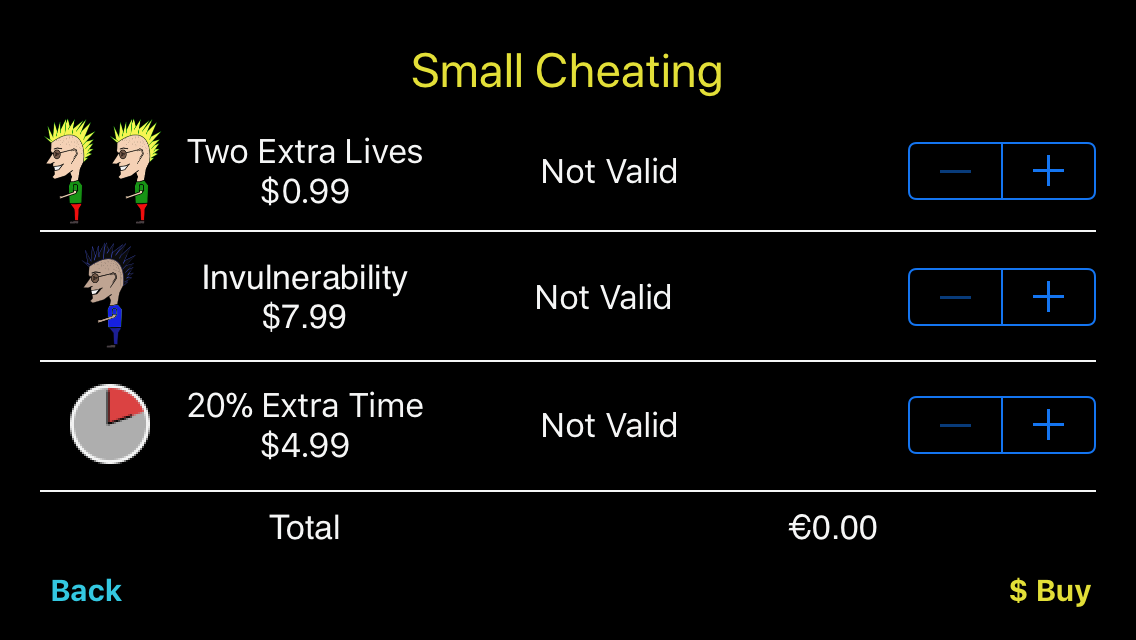 Small Cheating
Two Extra Lives
$0.99
Not Valid
Invulnerability
$7.99
Not Valid
20% Extra Time
$4.99
Not Valid
Total
€0.00
Back
$ Buy